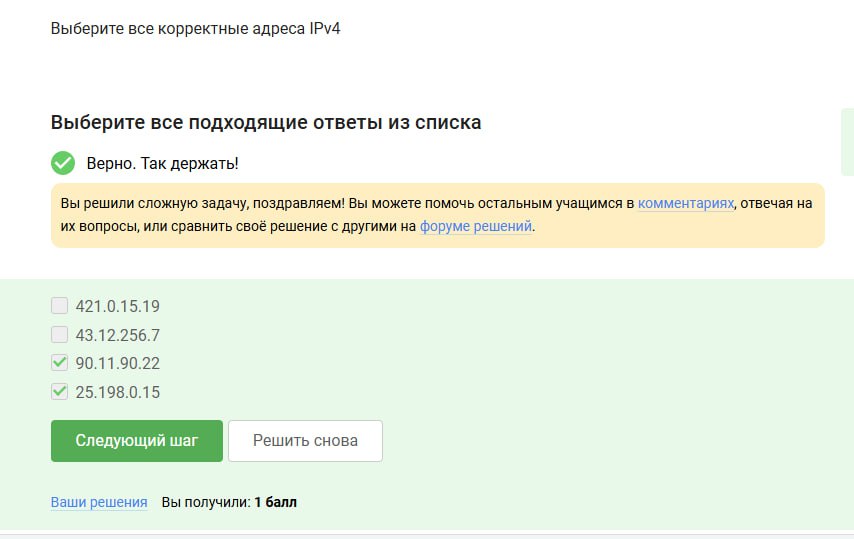 Выберите все корректные адреса IPv4
Выберите все подходящие ответы из списка
Верно. Так держать!
Вы решили сложную задачу, поздравляем! Вы можете помочь остальным учащимся в комментариях, отвечая на
их вопросы, или сравнить своё решение с другими на форуме решений.
421.0.15.19
43.12.256.7
90.11.90.22
25.198.0.15
Следующий шаг
Решить снова
Ваши решения Вы получили: 1 балл